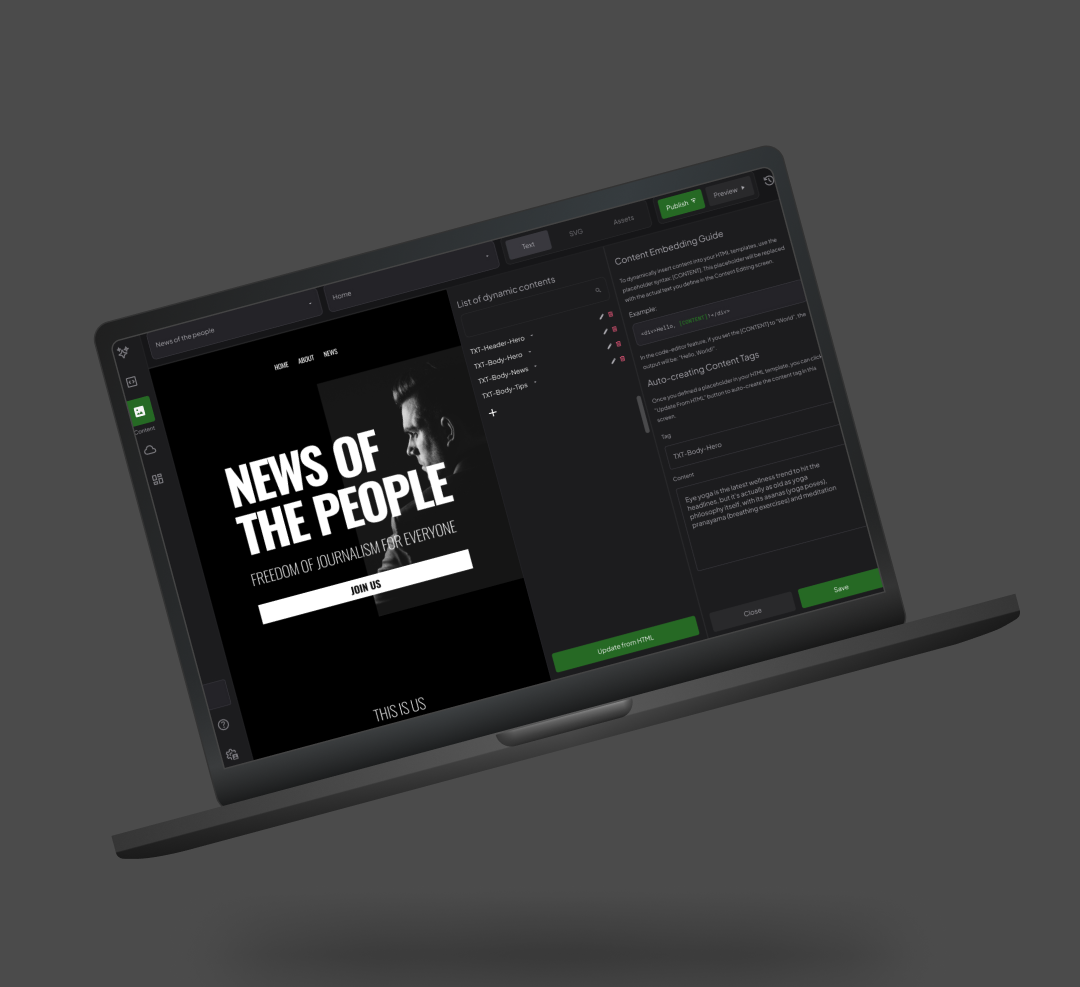 News of the people
Home
Text
SVG
Assets
Publish
Preview
Content
HOME
ABOUT
NEWS
NEWS OF
THE PEOPLE
FREEDOM OF JOURNALISM FOR EVERYONE
JOIN US
THIS IS US
List of dynamic contents
TXT-Header-Hero
TXT-Body-Hero
TXT-Body-News
TXT-Body-Tips
+
Update from HTML
Content Embedding Guide
To dynamically insert content into your HTML templates, use the
placeholder syntax: [CONTENT]. This placeholder will be replaced
with the actual text you define in the Content Editing screen.
Example:
<div>Hello, [CONTENT]!</div>
In the code-editor feature, if you set the [CONTENT] to "World", the
output will be: "Hello, World!"
Auto-creating Content Tags
Once you defined a placeholder in your HTML template, you can click
"Update From HTML" button to auto-create the content tag in this
screen.
Tag
TXT-Body-Hero
Content
Eye yoga is the latest wellness trend to hit the
headlines, but it's actually as old as yoga
philosophy itself, with its asanas (yoga poses),
pranayama (breathing exercises) and meditation
Close
Save